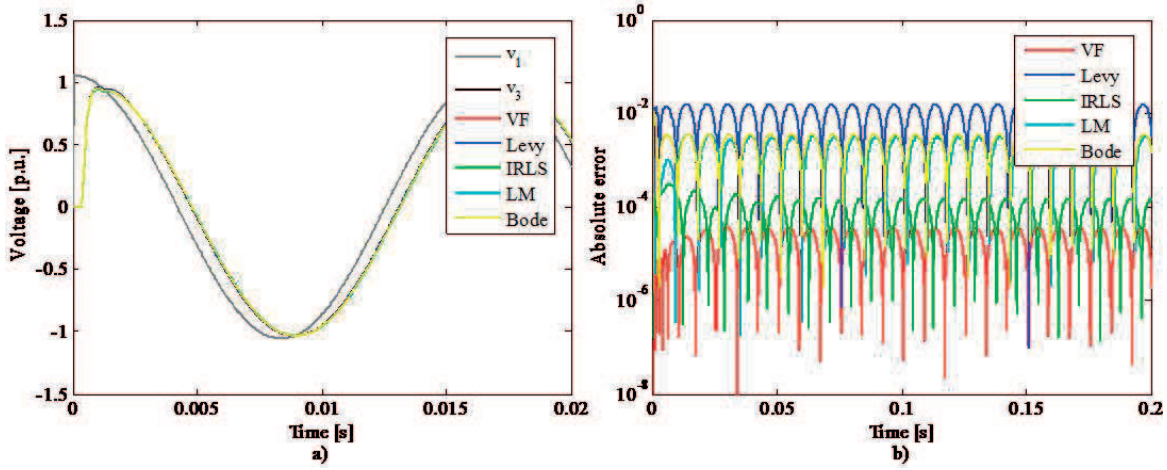 1.5
1
0.5
0
-0.5
-1
-1.5
Voltage [p.u.]
0
0.005
0.01
0.015
0.02
Time [s]
a)
v1
v3
VF
Levy
IRLS
LM
Bode
10^0
10^-2
10^-4
10^-6
10^-8
Absolute error
0
0.05
0.1
0.15
0.2
Time [s]
b)
VF
Levy
IRLS
LM
Bode